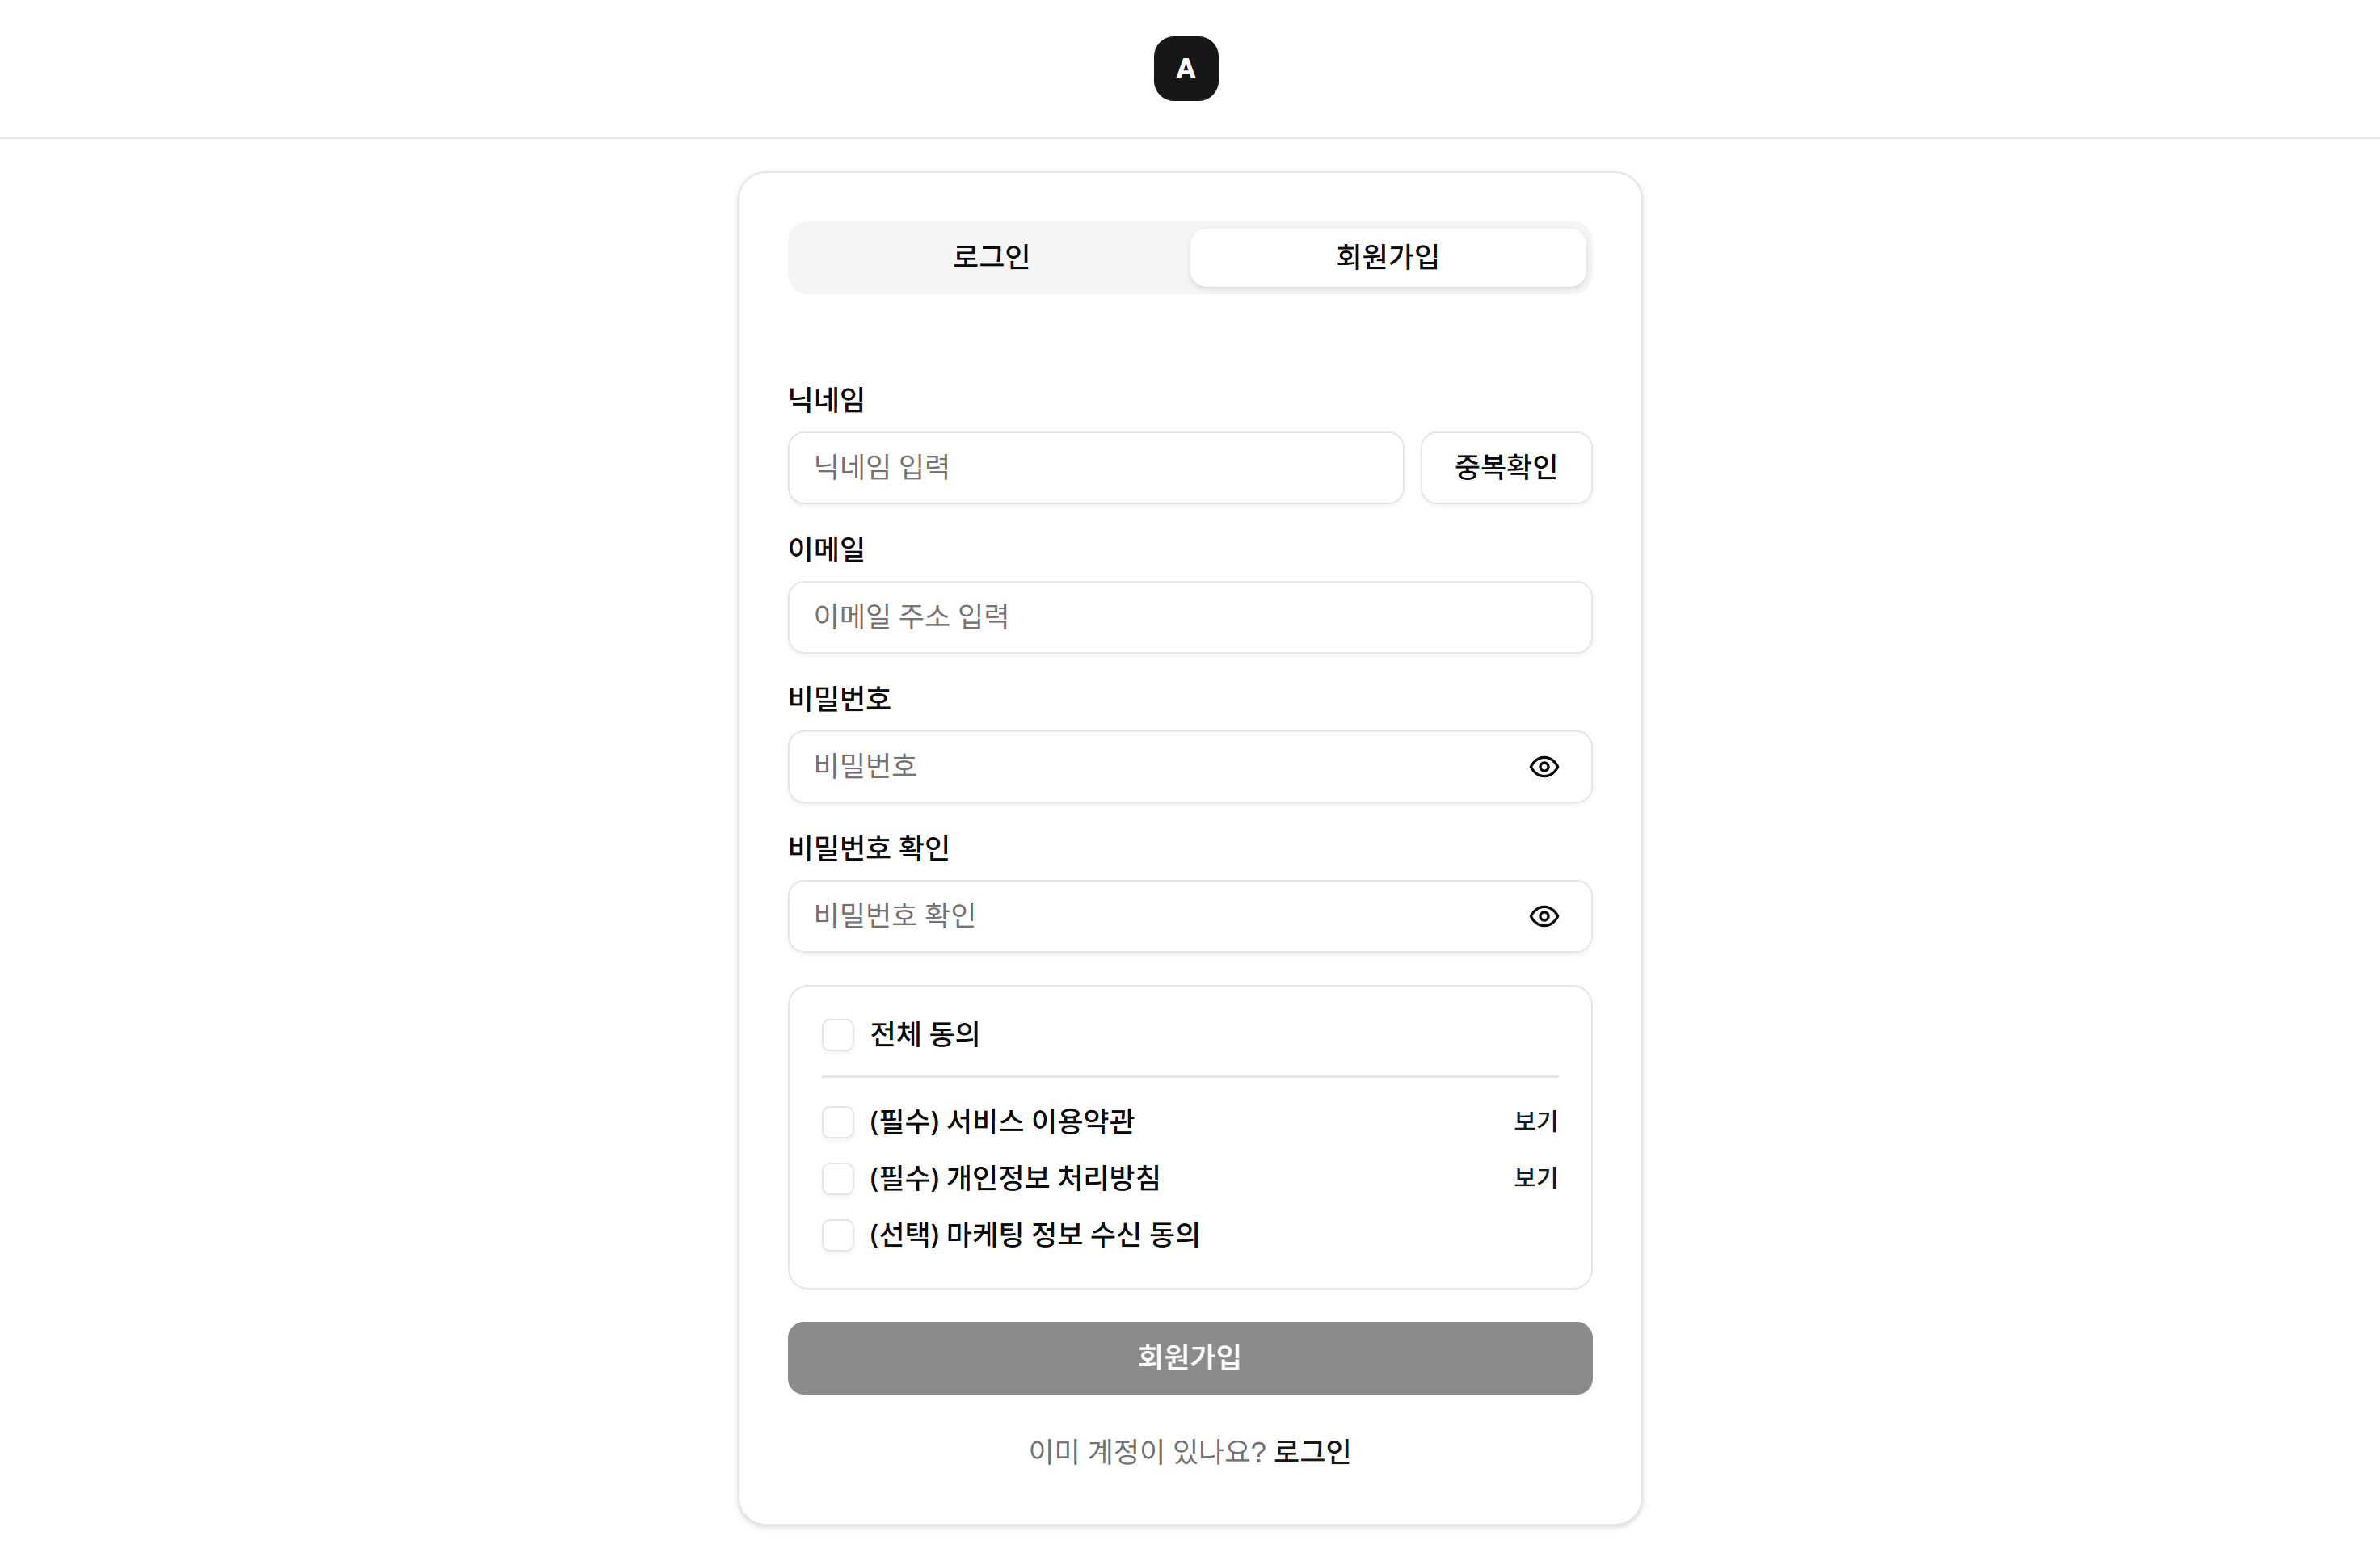 A
로그인 회원가입
닉네임
닉네임 입력 중복확인
이메일
이메일 주소 입력
비밀번호
비밀번호
비밀번호 확인
비밀번호 확인
전체 동의
(필수) 서비스 이용약관 보기
(필수) 개인정보 처리방침 보기
(선택) 마케팅 정보 수신 동의
회원가입
이미 계정이 있나요? 로그인